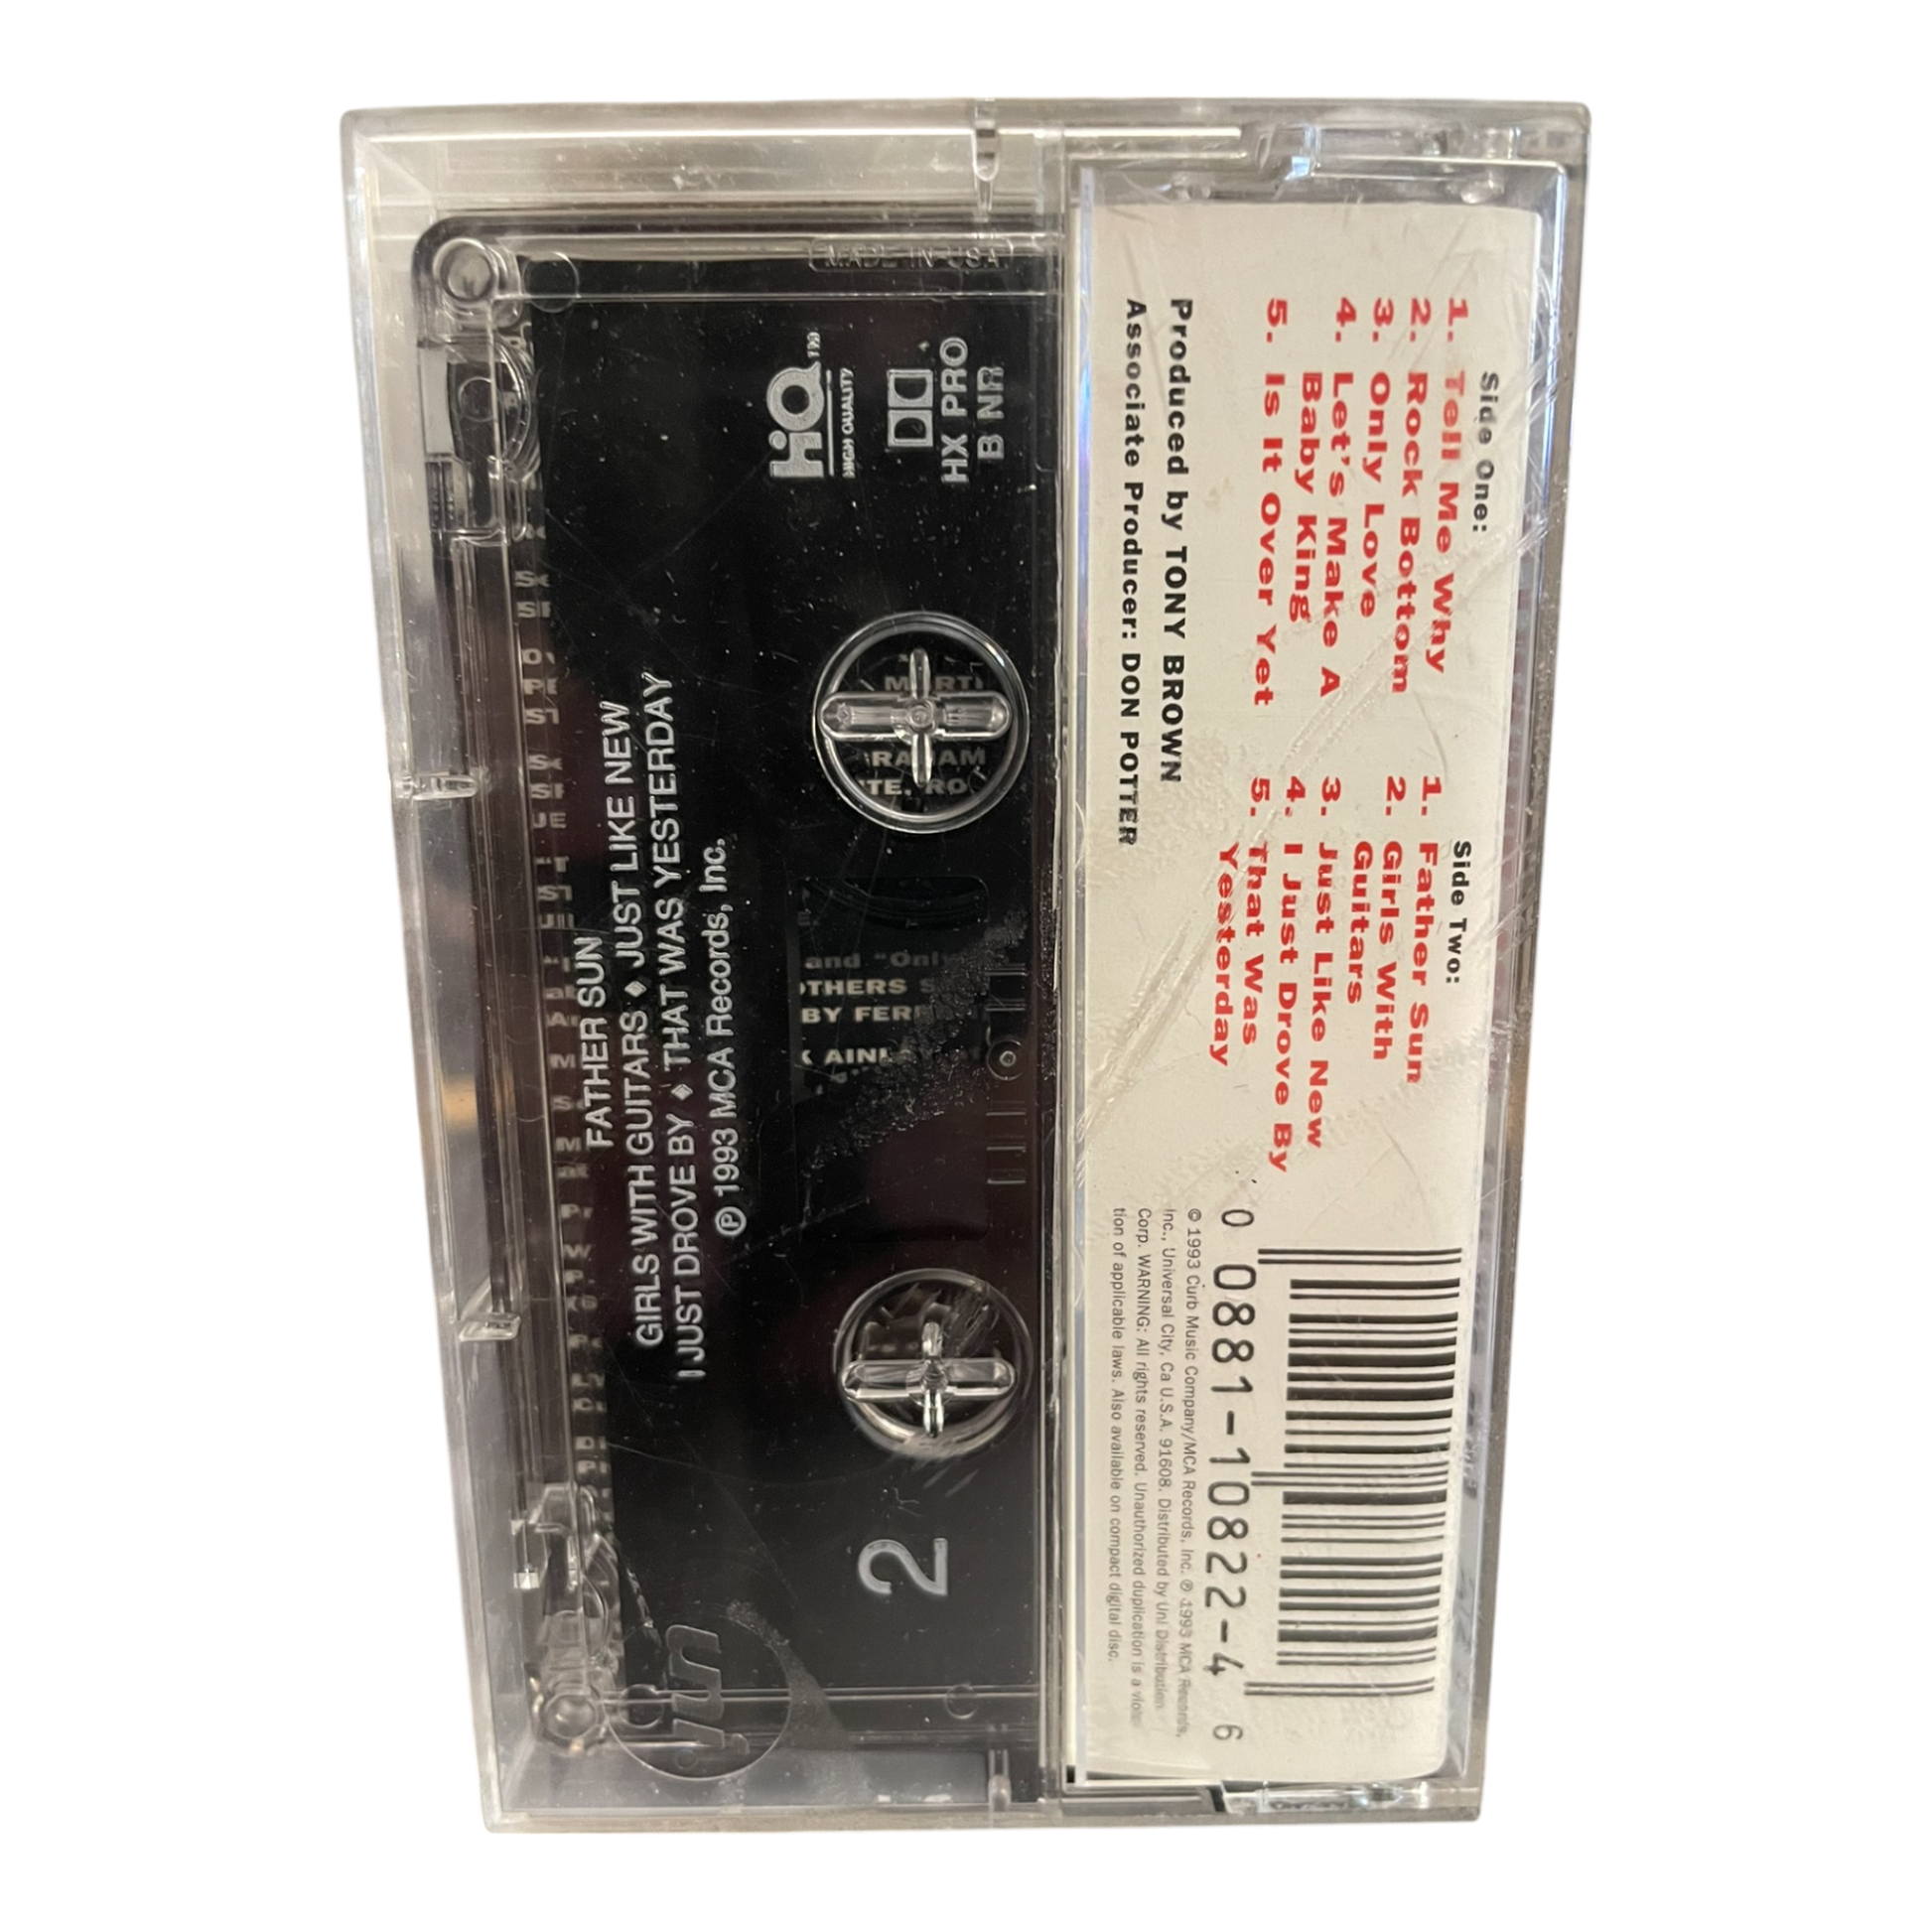 Side One:
1. Tell Me Why
2. Rock Bottom
3. Only Love
4. Let's Make A
Baby King
5. Is It Over Yet
Side Two:
1. Father Sun
2. Girls With
Guitars
3. Just Like New
4. I Just Drove By
5. That Was
Yesterday
Produced by TONY BROWN
Associate Producer: DON POTTER
0 0881-10822-4 6
© 1993 Curb Music Company/MCA Records, Inc. ℗ 1993 MCA Records,
Inc., Universal City, Ca U.S.A. 91608. Distributed by Uni Distribution
Corp. WARNING: All rights reserved. Unauthorized duplication is a viola-
tion of applicable laws. Also available on compact digital disc.
MADE IN USA
HiQ™
HIGH QUALITY
HX PRO
B NR
and "Only
OTHERS
BY
FATHER SUN
GIRLS WITH GUITARS ♦ JUST LIKE NEW
I JUST DROVE BY ♦ THAT WAS YESTERDAY
℗ 1993 MCA Records, Inc.
2
uni